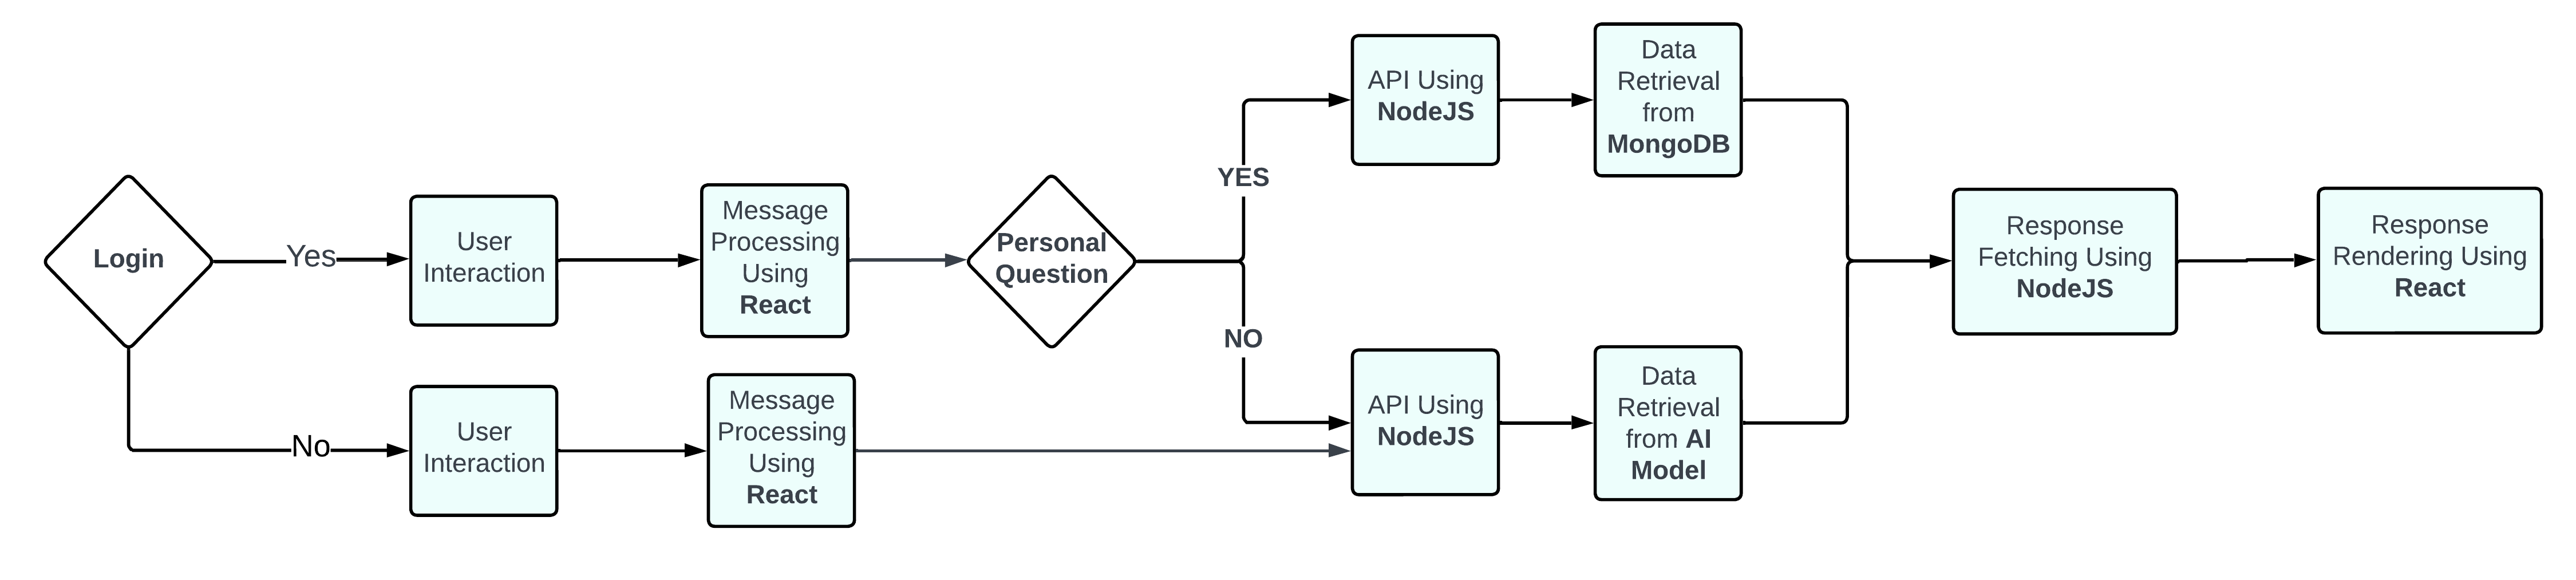 Login
Yes
User
Interaction
Message
Processing
Using
React
Personal
Question
YES
API Using
NodeJS
Data
Retrieval
from
MongoDB
No
User
Interaction
Message
Processing
Using
React
NO
API Using
NodeJS
Data
Retrieval
from AI
Model
Response
Fetching Using
NodeJS
Response
Rendering Using
React